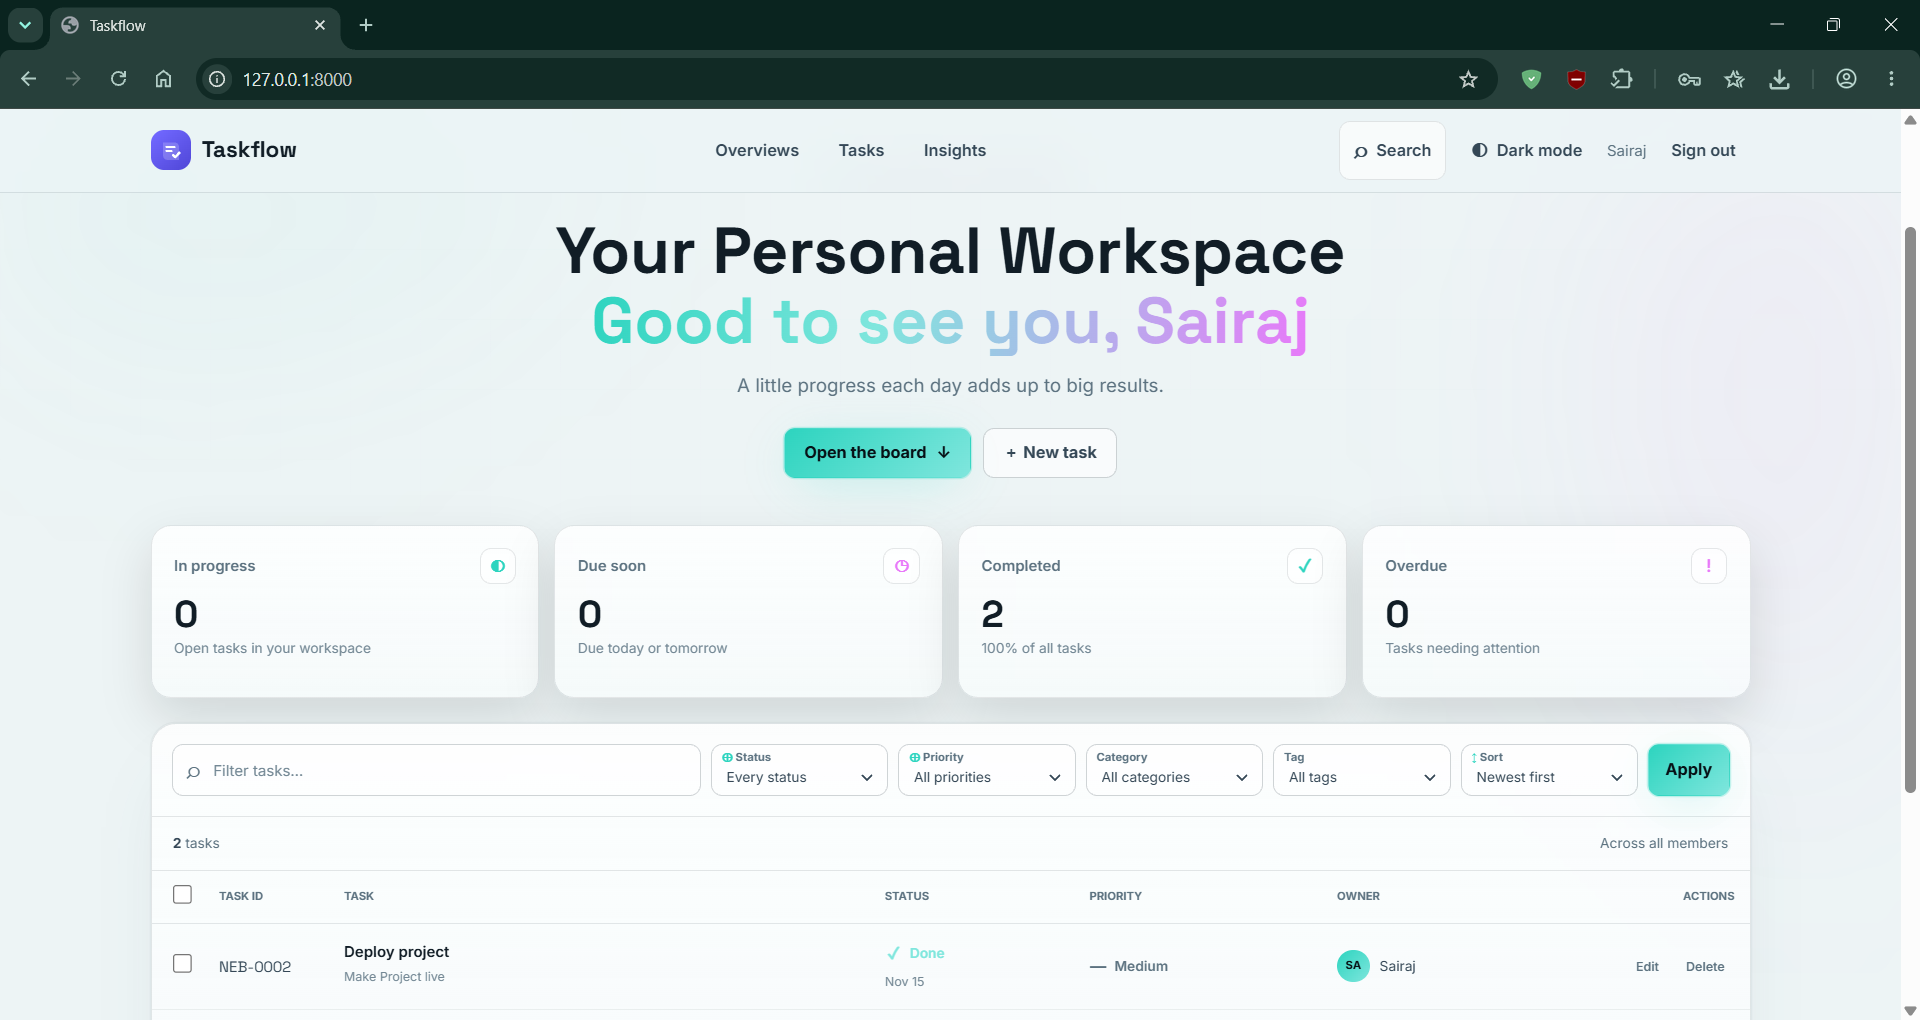 Taskflow
127.0.0.1:8000
Taskflow
Overviews Tasks Insights
Search Dark mode Sairaj Sign out
Your Personal Workspace
Good to see you, Sairaj
A little progress each day adds up to big results.
Open the board ↓ + New task
In progress
0
Open tasks in your workspace
Due soon
0
Due today or tomorrow
Completed
✓
2
100% of all tasks
Overdue
!
0
Tasks needing attention
Filter tasks...
Status
Every status
Priority
All priorities
Category
All categories
Tag
All tags
Sort
Newest first
Apply
2 tasks
Across all members
TASK ID TASK STATUS PRIORITY OWNER ACTIONS
NEB-0002
Deploy project
Make Project live
✓ Done
Nov 15
— Medium
SA Sairaj
Edit Delete